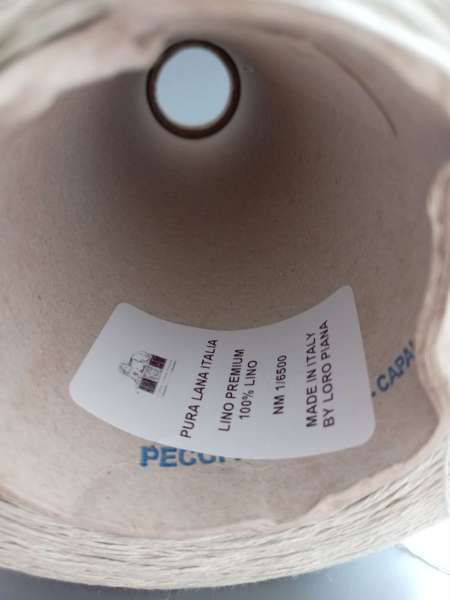 PURA LANA ITALIA
LINO PREMIUM
100% LINO
NM 1/6500
MADE IN ITALY
BY LORO PIANA